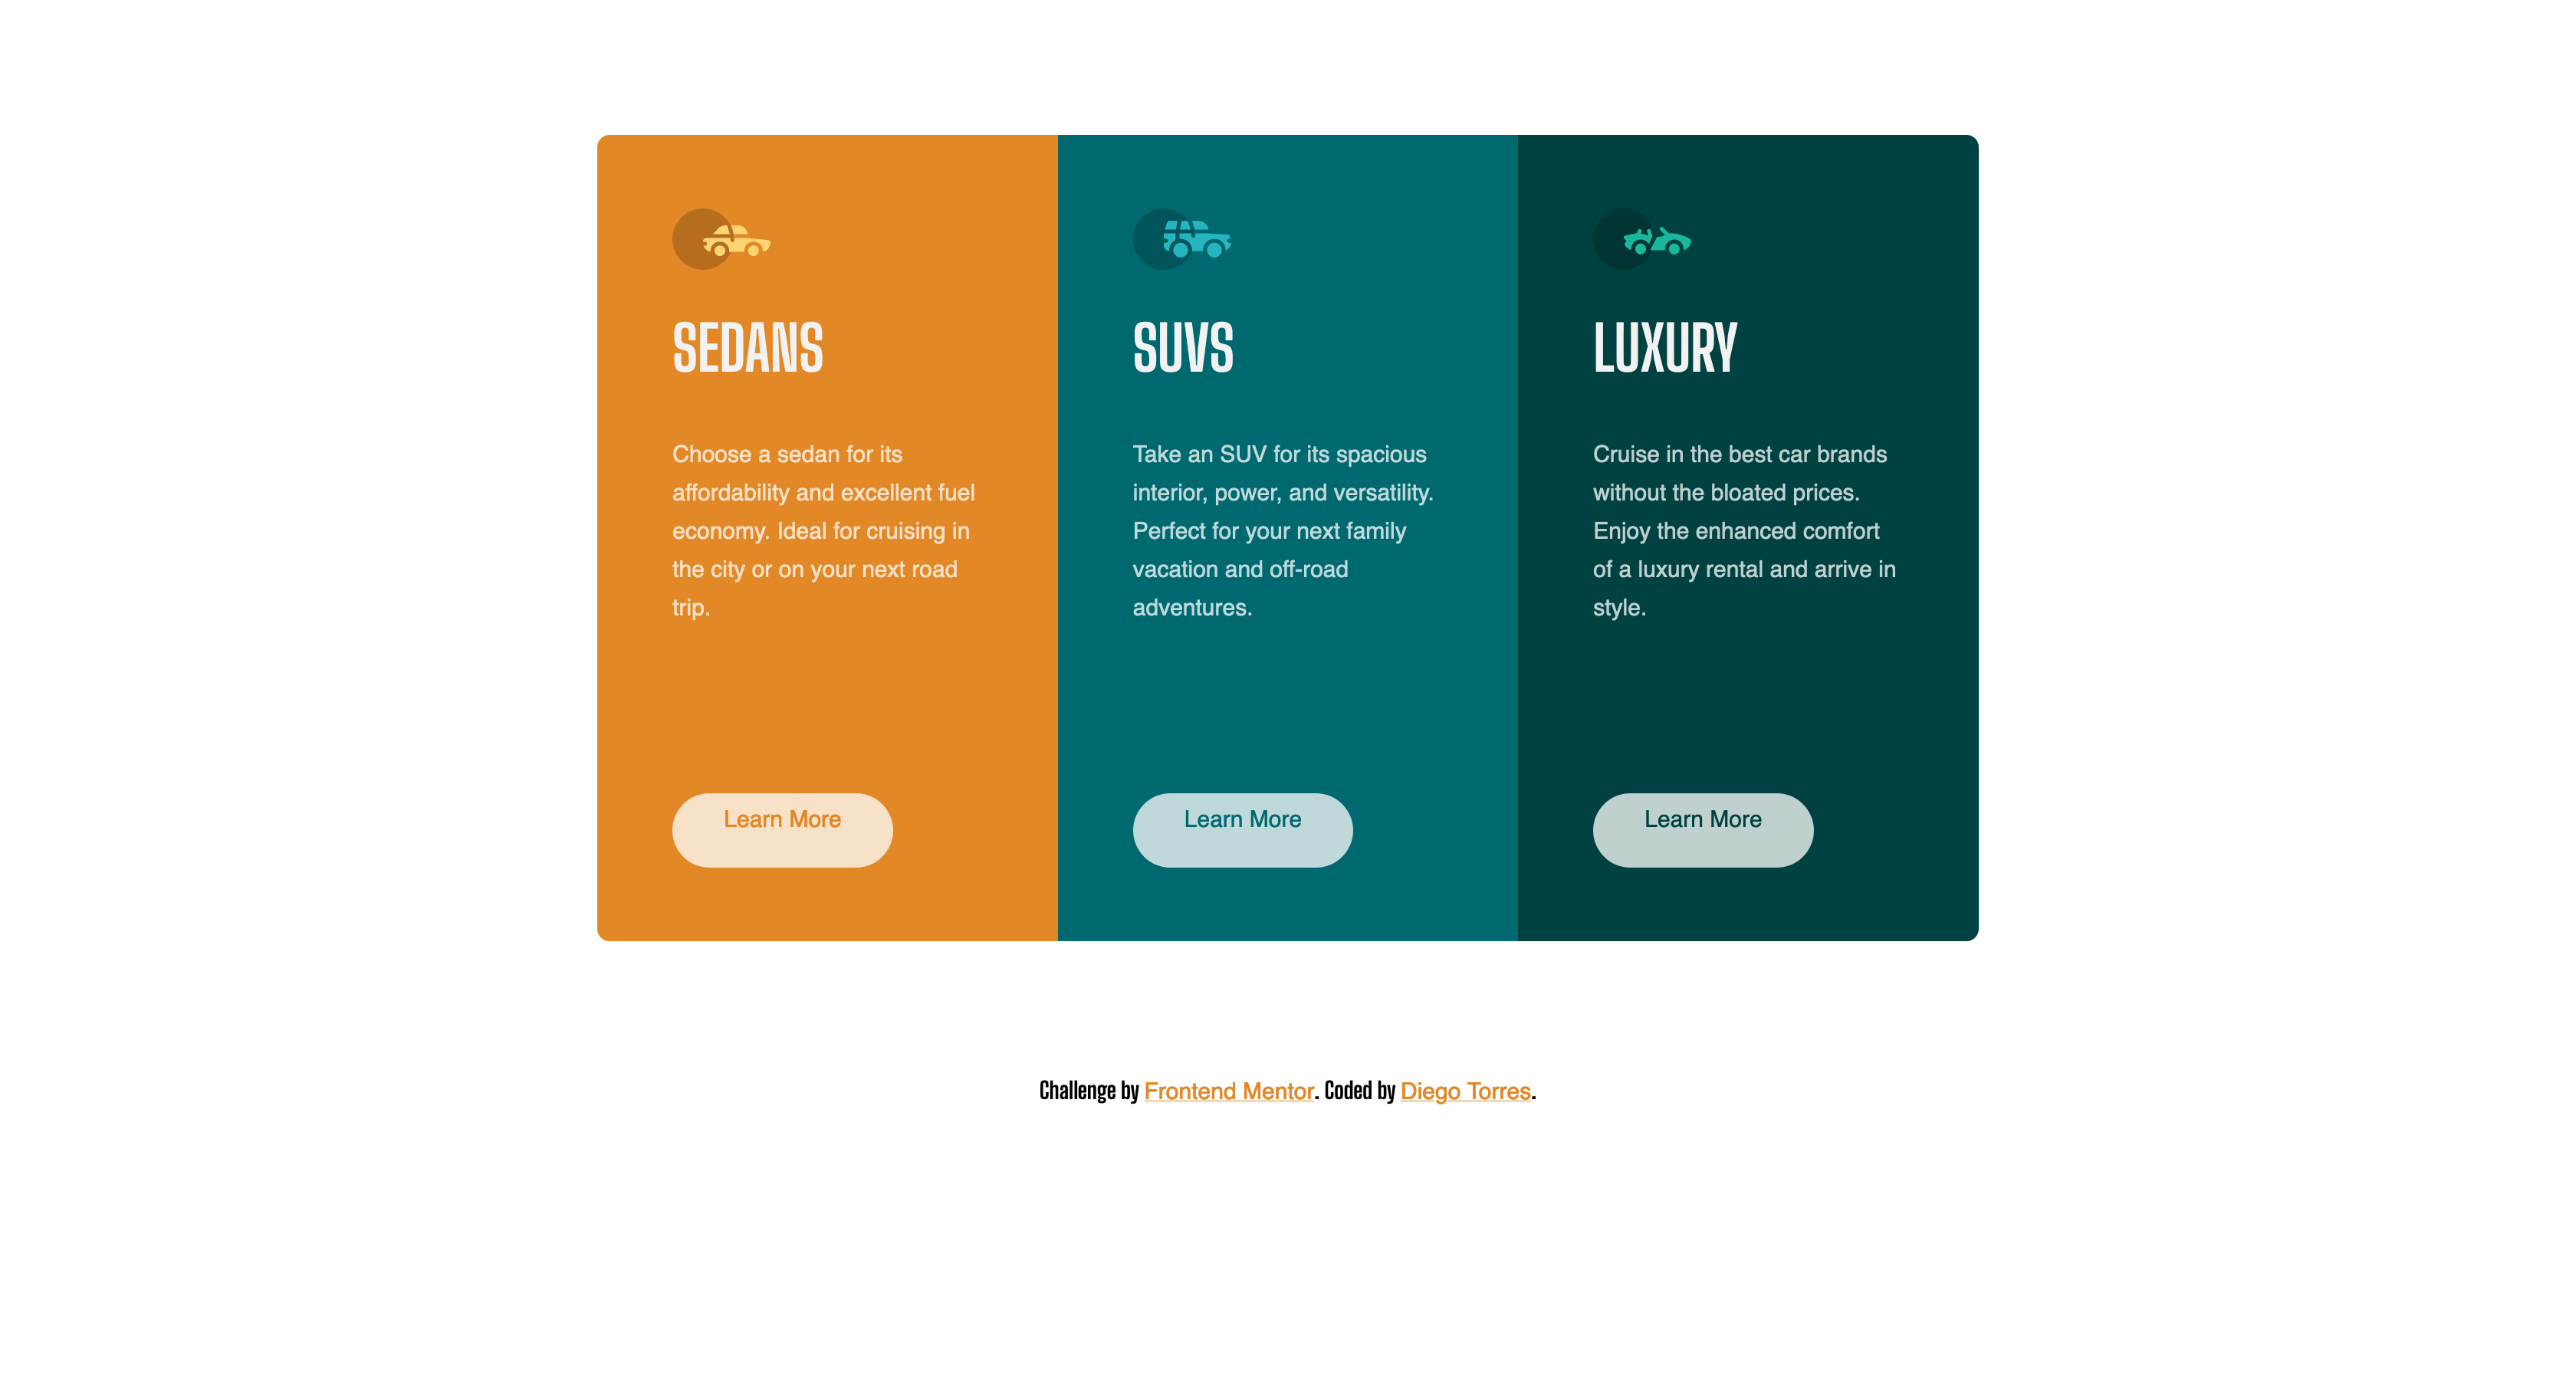 SEDANS
Choose a sedan for its
affordability and excellent fuel
economy. Ideal for cruising in
the city or on your next road
trip.
Learn More
SUVS
Take an SUV for its spacious
interior, power, and versatility.
Perfect for your next family
vacation and off-road
adventures.
Learn More
LUXURY
Cruise in the best car brands
without the bloated prices.
Enjoy the enhanced comfort
of a luxury rental and arrive in
style.
Learn More
Challenge by Frontend Mentor. Coded by Diego Torres.